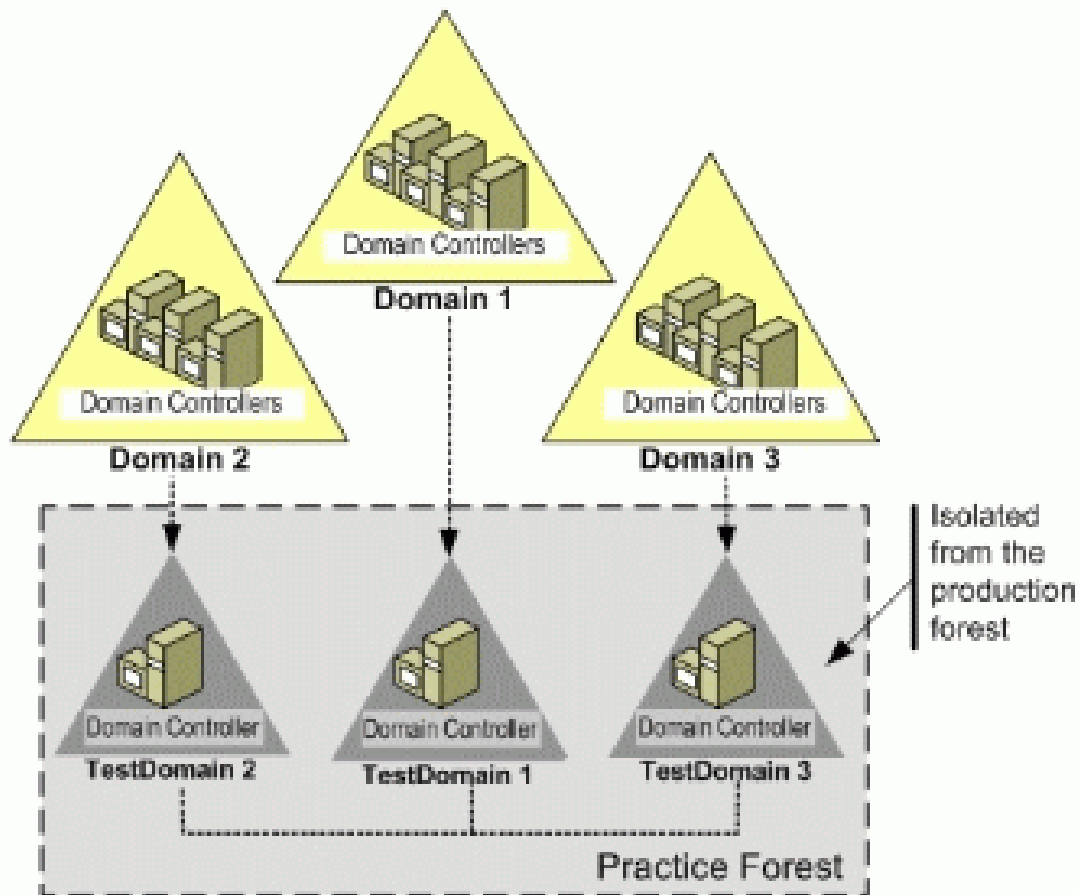 Domain Controllers
Domain 1
Domain Controllers
Domain 2
Domain Controllers
Domain 3
Isolated
from the
production
forest
Domain Controller
TestDomain 2
Domain Controller
TestDomain 1
Domain Controller
TestDomain 3
Practice Forest